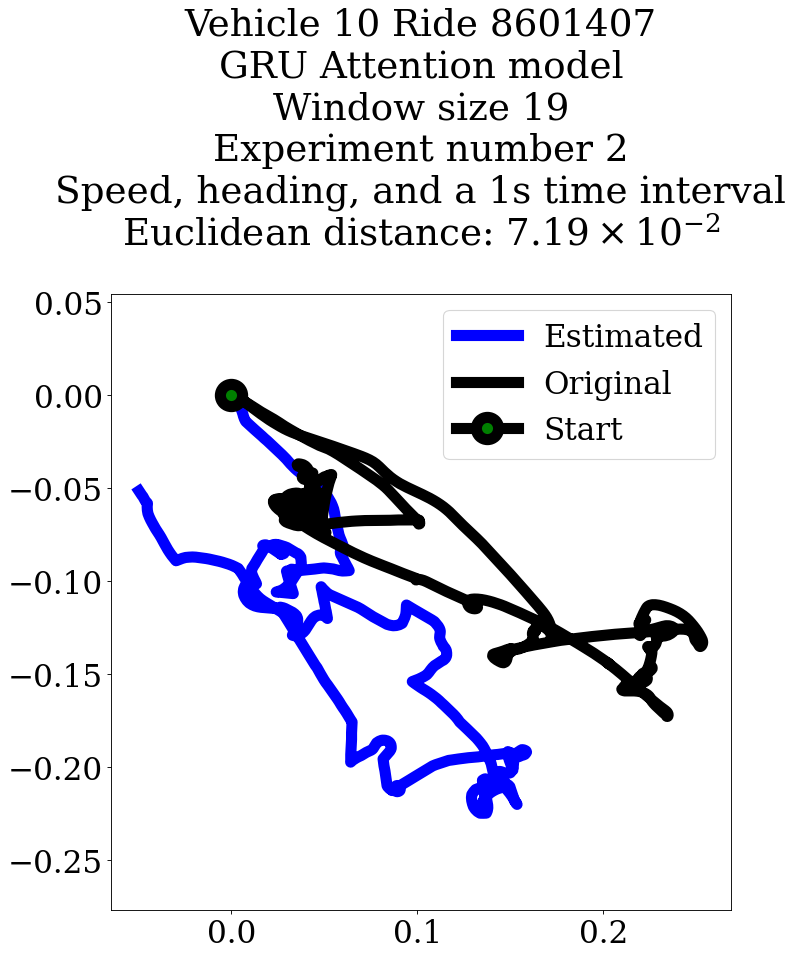 Vehicle 10 Ride 8601407
GRU Attention model
Window size 19
Experiment number 2
Speed, heading, and a 1s time interval
Euclidean distance: 7.19 × 10⁻²
Estimated
Original
Start
0.05
0.00
−0.05
−0.10
−0.15
−0.20
−0.25
0.0 0.1 0.2